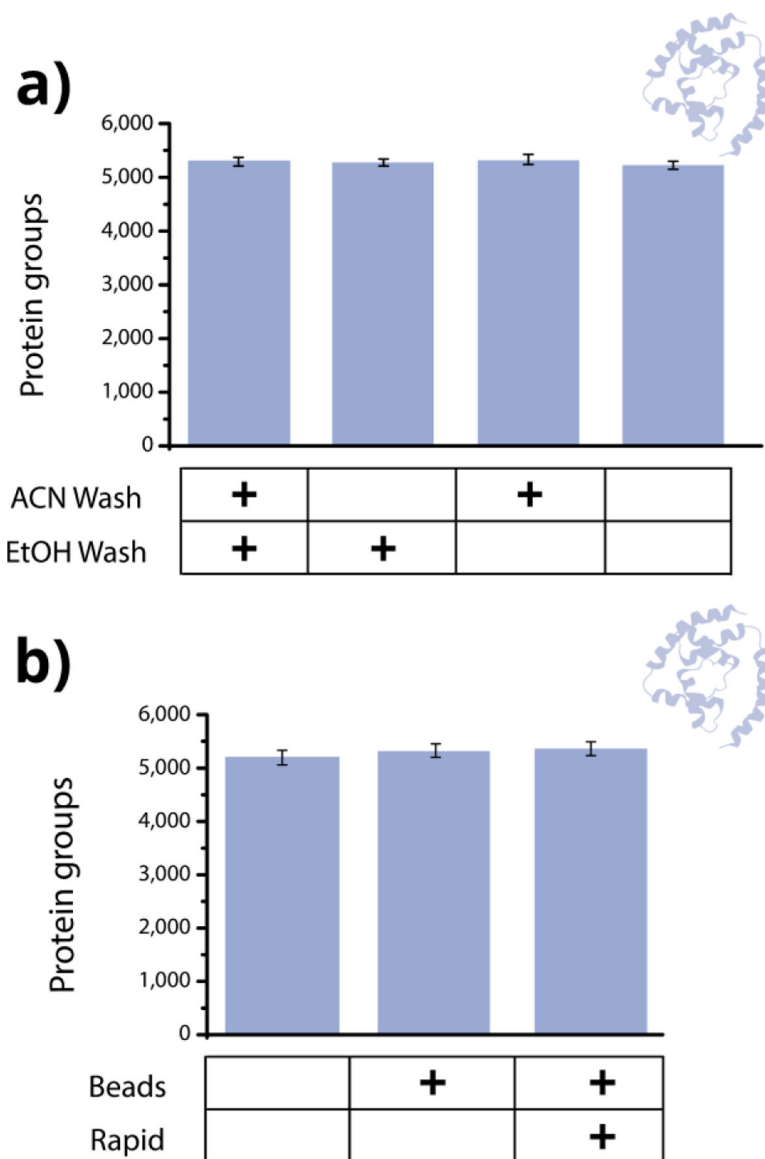 a)
6,000
5,000
4,000
3,000
2,000
1,000
0
Protein groups
ACN Wash + +
EtOH Wash + +
b)
6,000
5,000
4,000
3,000
2,000
1,000
0
Protein groups
Beads + +
Rapid +